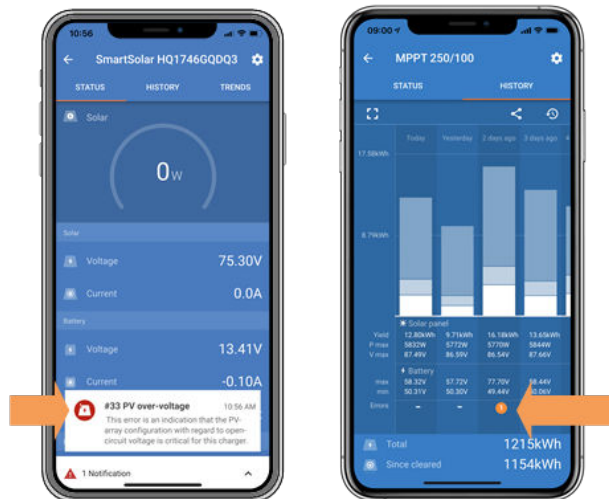 10:56
SmartSolar HQ1746GQDQ3
STATUS HISTORY TRENDS
Solar
0W
Solar
Voltage 75.30V
Current 0.0A
Battery
Voltage 13.41V
Current -0.10A
#33 PV over-voltage 10:56 AM
This error is an indication that the PV-
array configuration with regard to open-
circuit voltage is critical for this charger.
1 Notification
09:00
MPPT 250/100
STATUS HISTORY
Today Yesterday 2 days ago 3 days ago 4
17.58kWh
8.79kWh
Solar panel
Yield 12.80kWh 9.71kWh 16.18kWh 13.65kWh
P max 5832W 5772W 5770W 5844W
V max 87.49V 86.59V 86.54V 87.66V
Battery
max 58.32V 57.72V 77.70V 58.44V
min 50.31V 50.30V 49.44V 50.06V
Errors – – 1
Total 1215kWh
Since cleared 1154kWh